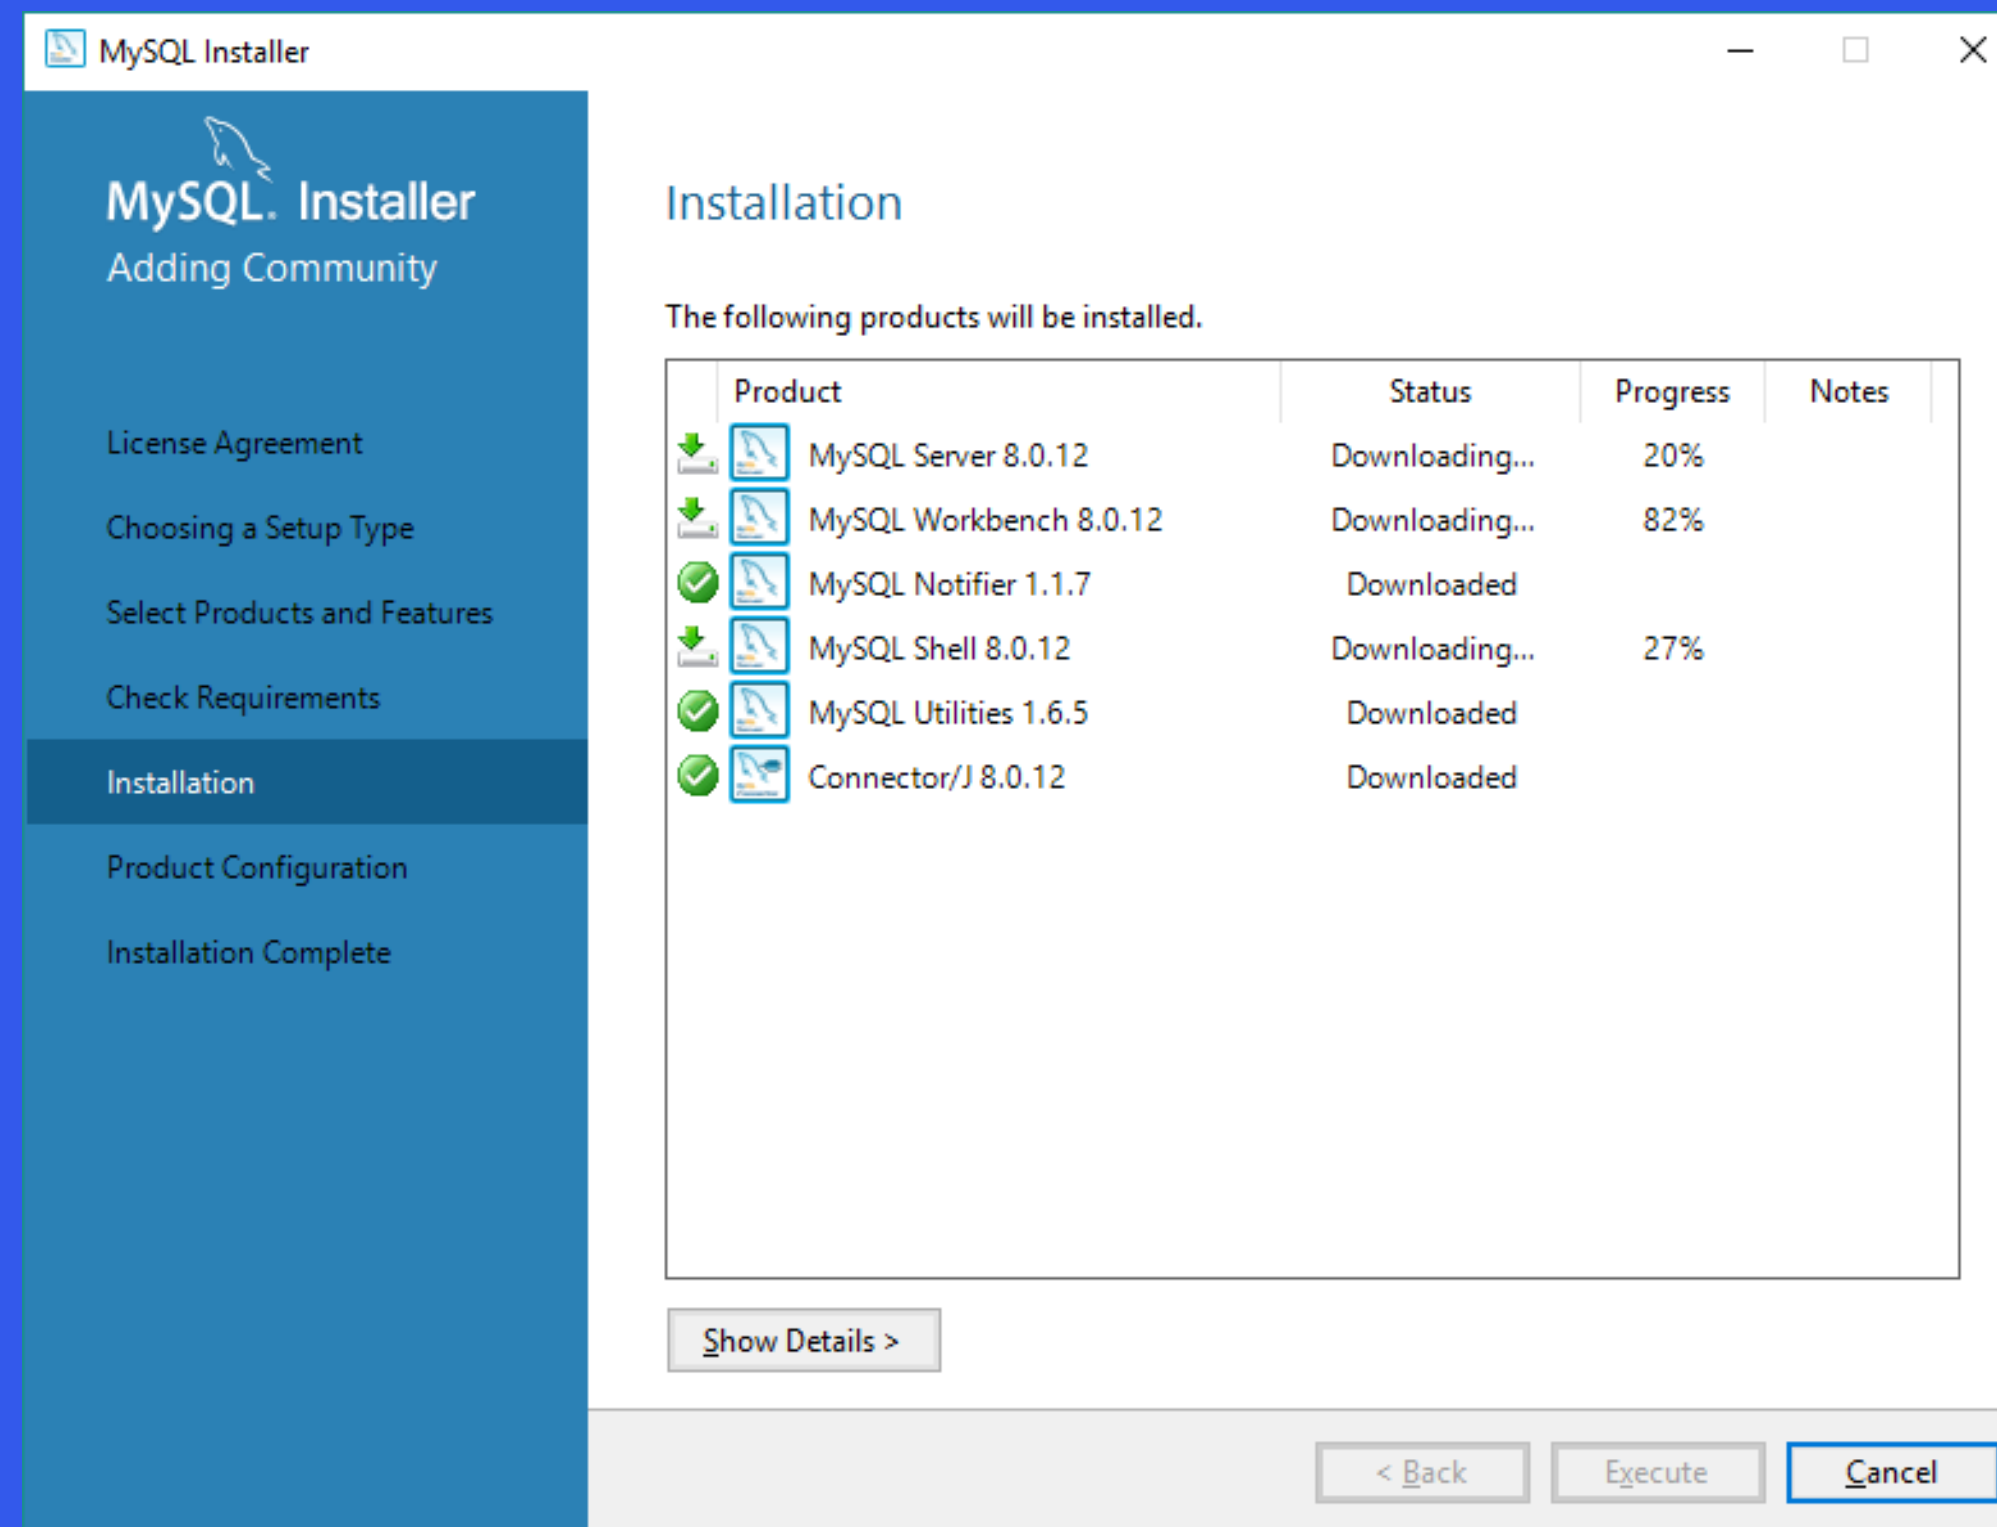 MySQL Installer
MySQL. Installer
Adding Community
License Agreement
Choosing a Setup Type
Select Products and Features
Check Requirements
Installation
Product Configuration
Installation Complete
Installation
The following products will be installed.
Product Status Progress Notes
MySQL Server 8.0.12 Downloading... 20%
MySQL Workbench 8.0.12 Downloading... 82%
MySQL Notifier 1.1.7 Downloaded
MySQL Shell 8.0.12 Downloading... 27%
MySQL Utilities 1.6.5 Downloaded
Connector/J 8.0.12 Downloaded
Show Details >
< Back Execute Cancel